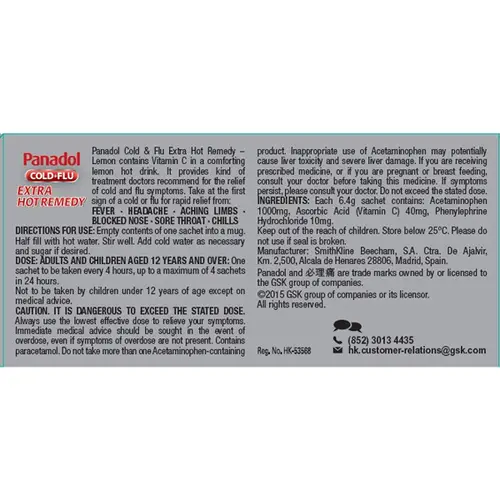 Panadol
COLD+FLU
EXTRA
HOT REMEDY
Panadol Cold & Flu Extra Hot Remedy –
Lemon contains Vitamin C in a comforting
lemon hot drink. It provides kind of
treatment doctors recommend for the relief
of cold and flu symptoms. Take at the first
sign of a cold or flu for rapid relief from:
FEVER · HEADACHE · ACHING LIMBS ·
BLOCKED NOSE · SORE THROAT · CHILLS
DIRECTIONS FOR USE: Empty contents of one sachet into a mug.
Half fill with hot water. Stir well. Add cold water as necessary
and sugar if desired.
DOSE: ADULTS AND CHILDREN AGED 12 YEARS AND OVER: One
sachet to be taken every 4 hours, up to a maximum of 4 sachets
in 24 hours.
Not to be taken by children under 12 years of age except on
medical advice.
CAUTION. IT IS DANGEROUS TO EXCEED THE STATED DOSE.
Always use the lowest effective dose to relieve your symptoms.
Immediate medical advice should be sought in the event of
overdose, even if symptoms of overdose are not present. Contains
paracetamol. Do not take more than one Acetaminophen-containing
product. Inappropriate use of Acetaminophen may potentially
cause liver toxicity and severe liver damage. If you are receiving
prescribed medicine, or if you are pregnant or breast feeding,
consult your doctor before taking this medicine. If symptoms
persist, please consult your doctor. Do not exceed the stated dose.
INGREDIENTS: Each 6.4g sachet contains: Acetaminophen
1000mg, Ascorbic Acid (Vitamin C) 40mg, Phenylephrine
Hydrochloride 10mg.
Keep out of the reach of children. Store below 25°C. Please do
not use if seal is broken.
Manufacturer: SmithKline Beecham, S.A. Ctra. De Ajalvir,
Km. 2,500, Alcala de Henares 28806, Madrid, Spain.
Panadol and 必理痛 are trade marks owned by or licensed to
the GSK group of companies.
©2015 GSK group of companies or its licensor.
All rights reserved.
Reg. No. HK-53568
(852) 3013 4435
hk.customer-relations@gsk.com